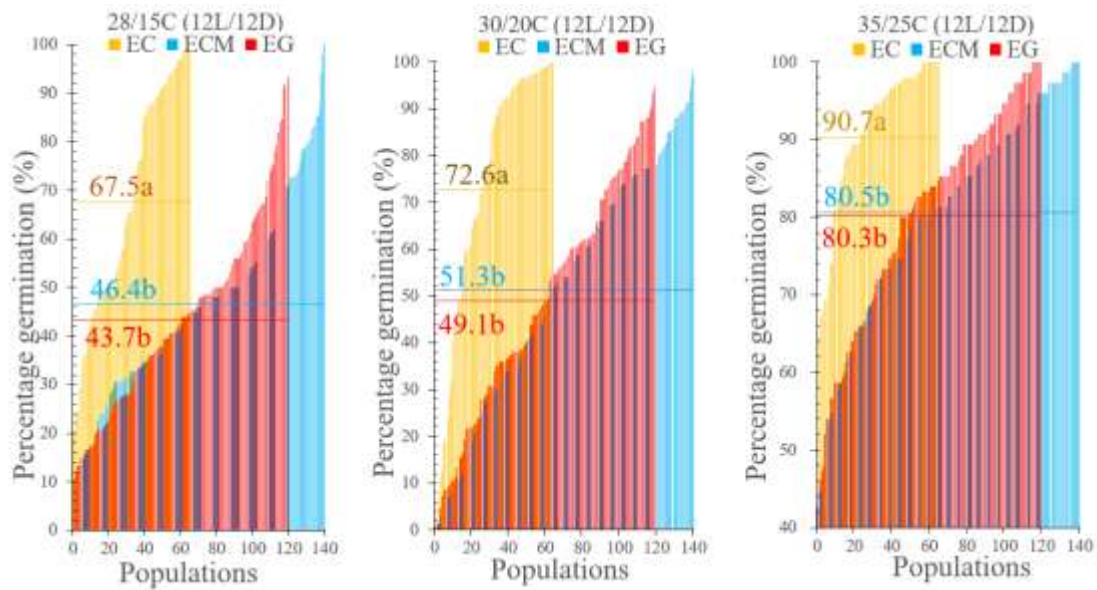 28/15C (12L/12D)
EC ECM EG
Percentage germination (%)
100
90
80
70
60
50
40
30
20
10
0
67.5a
46.4b
43.7b
0 20 40 60 80 100 120 140
Populations
30/20C (12L/12D)
EC ECM EG
Percentage germination (%)
100
90
80
70
60
50
40
30
20
10
0
72.6a
51.3b
49.1b
0 20 40 60 80 100 120 140
Populations
35/25C (12L/12D)
EC ECM EG
Percentage germination (%)
100
90
80
70
60
50
40
90.7a
80.5b
80.3b
0 20 40 60 80 100 120 140
Populations